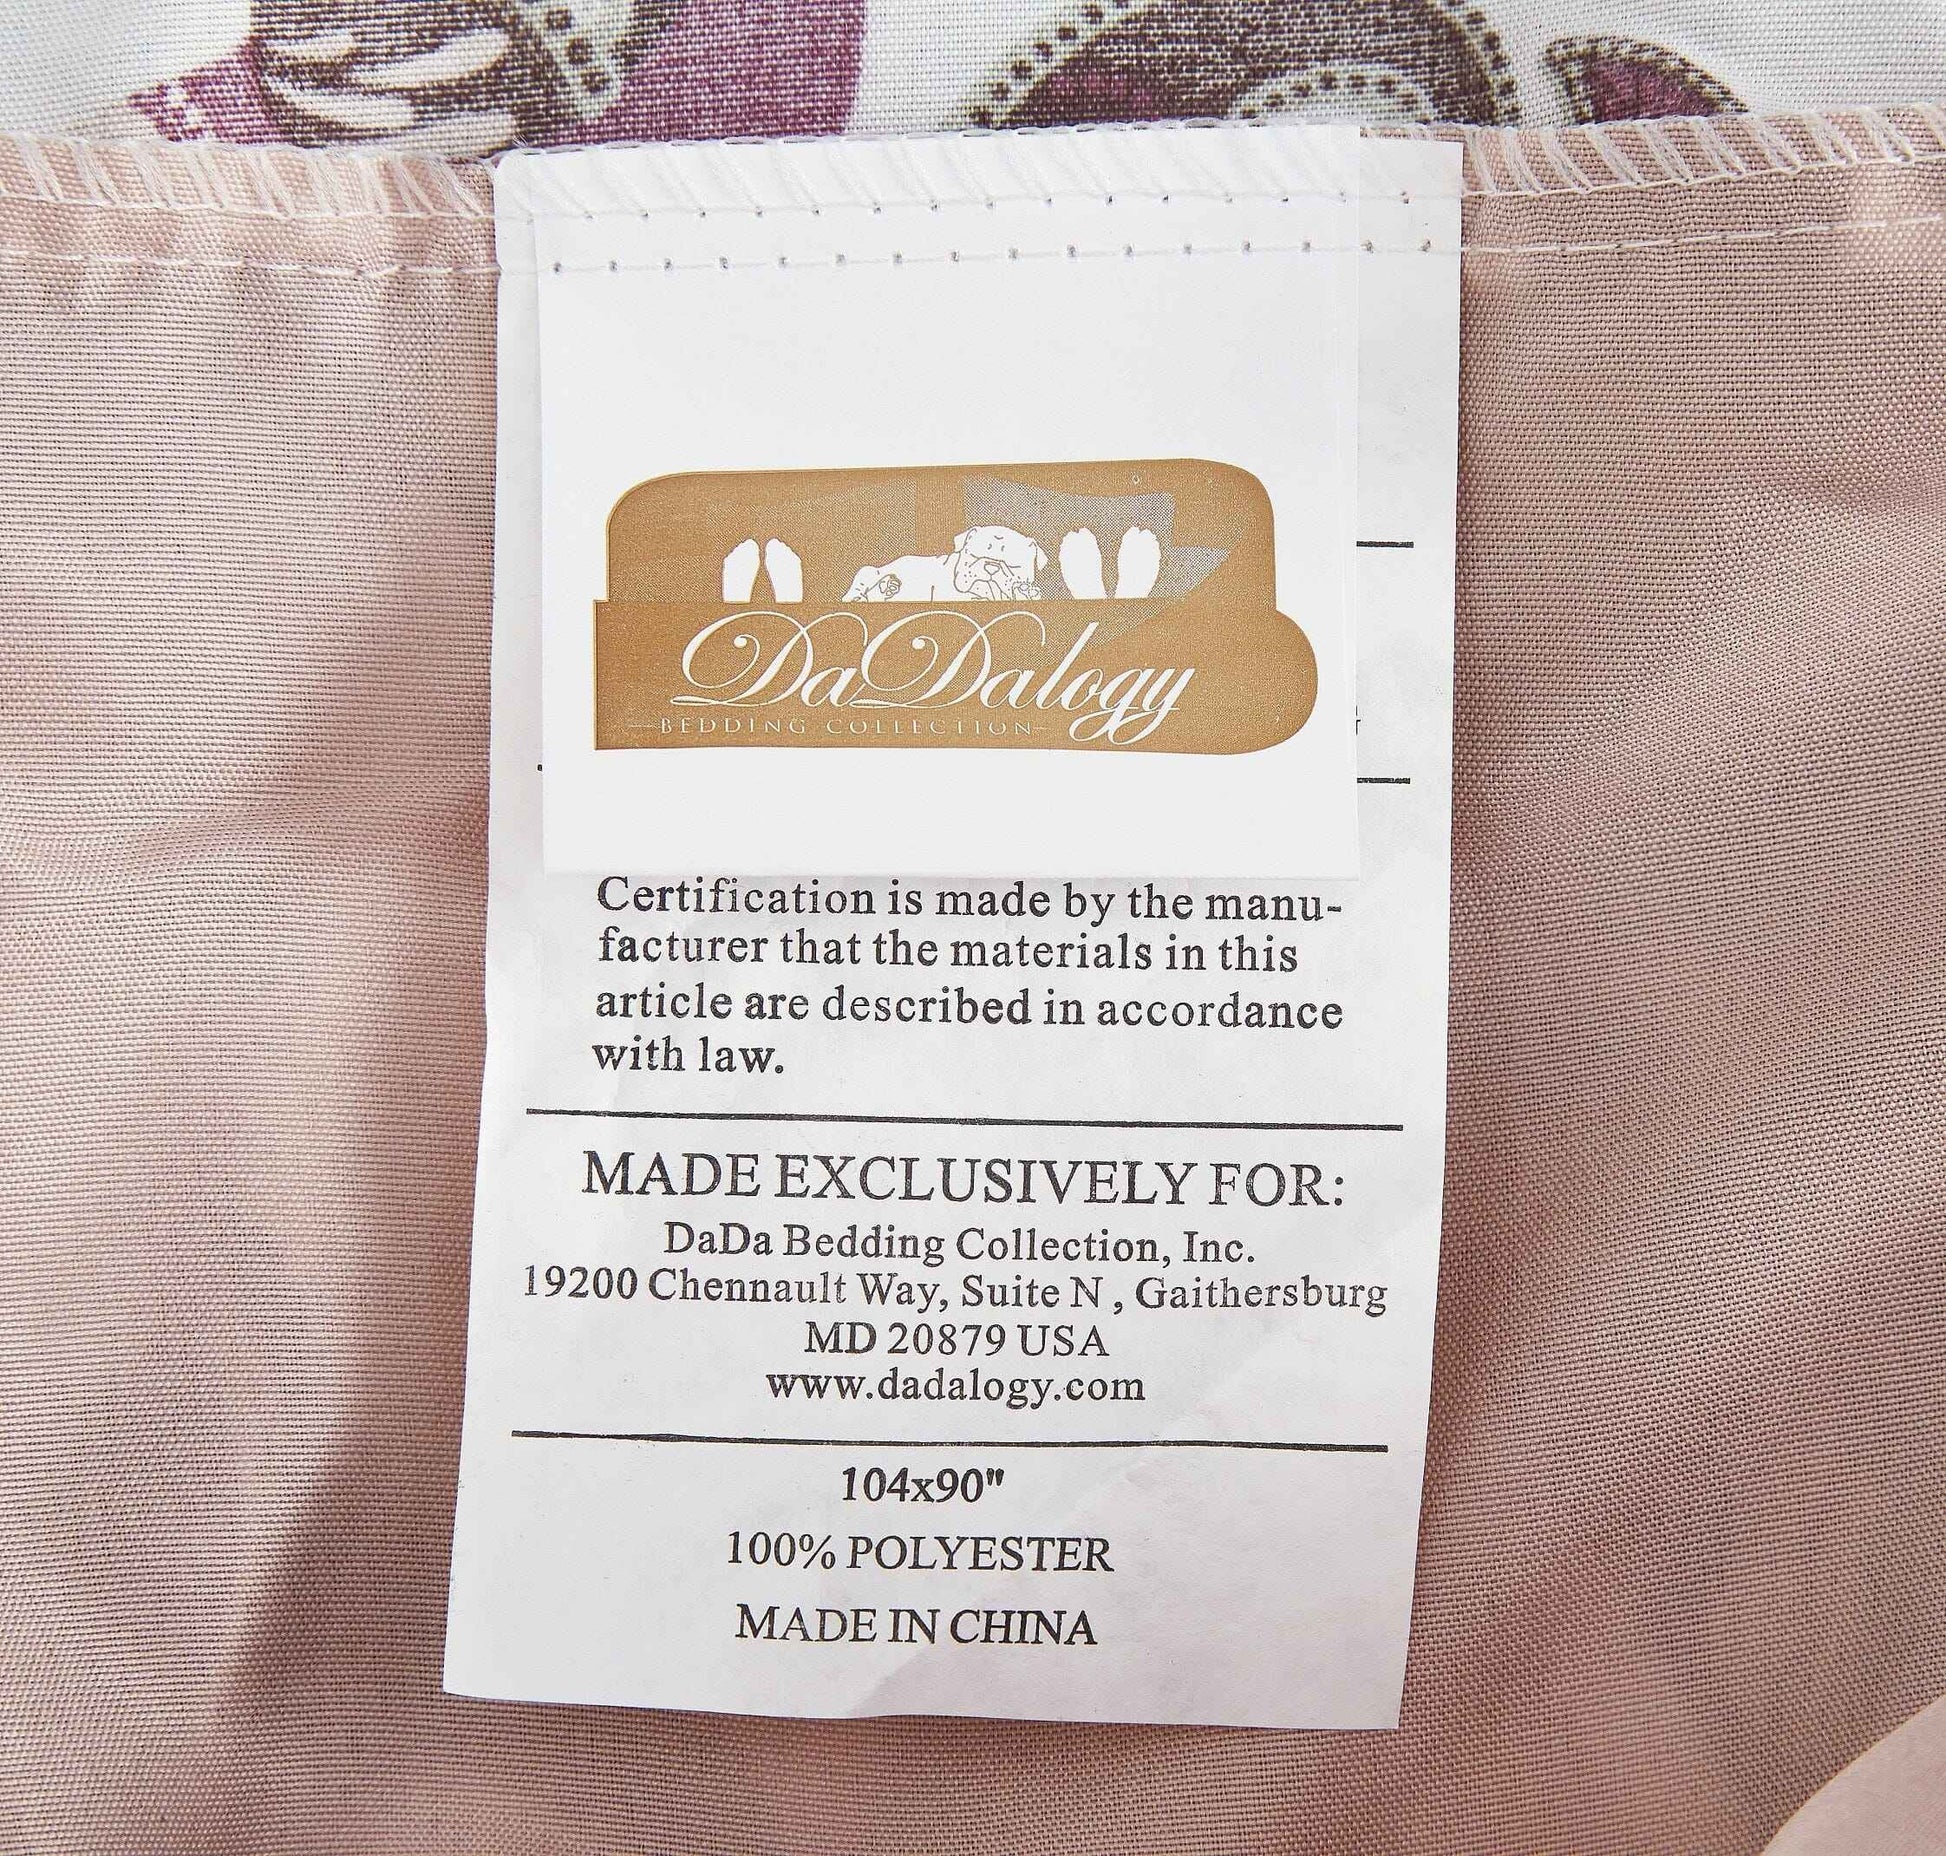 DaDalogy
BEDDING COLLECTION
Certification is made by the manu-
facturer that the materials in this
article are described in accordance
with law.
MADE EXCLUSIVELY FOR:
DaDa Bedding Collection, Inc.
19200 Chennault Way, Suite N , Gaithersburg
MD 20879 USA
www.dadalogy.com
104x90"
100% POLYESTER
MADE IN CHINA